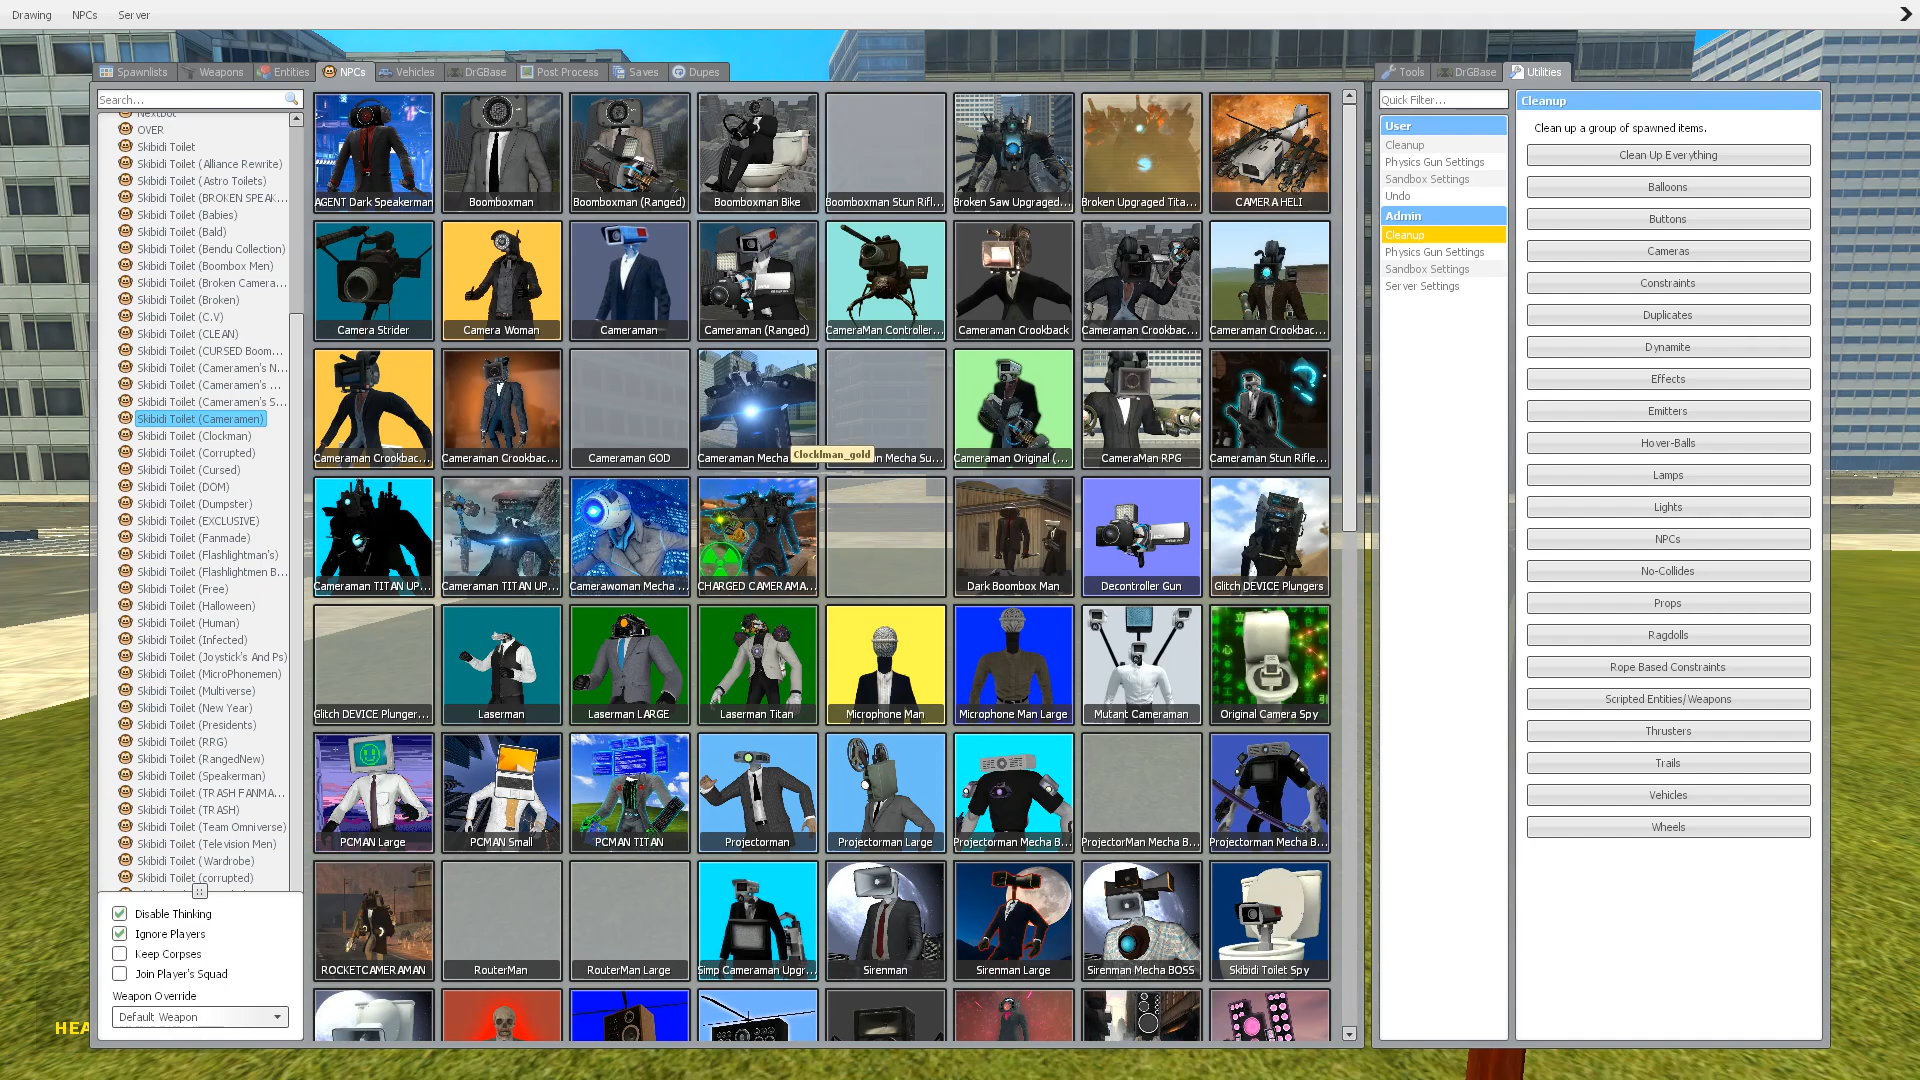 Drawing NPCs Server
Spawnlists Weapons Entities NPCs Vehicles DrGBase Post Process Saves Dupes
Search...
Nextbot
OVER
Skibidi Toilet
Skibidi Toilet (Alliance Rewrite)
Skibidi Toilet (Astro Toilets)
Skibidi Toilet (BROKEN SPEAK...
Skibidi Toilet (Babies)
Skibidi Toilet (Bald)
Skibidi Toilet (Bendu Collection)
Skibidi Toilet (Boombox Men)
Skibidi Toilet (Broken Camera...
Skibidi Toilet (Broken)
Skibidi Toilet (C.V)
Skibidi Toilet (CLEAN)
Skibidi Toilet (CURSED Boom...
Skibidi Toilet (Cameramen's N...
Skibidi Toilet (Cameramen's ...
Skibidi Toilet (Cameramen's S...
Skibidi Toilet (Cameramen)
Skibidi Toilet (Clockman)
Skibidi Toilet (Corrupted)
Skibidi Toilet (Cursed)
Skibidi Toilet (DOM)
Skibidi Toilet (Dumpster)
Skibidi Toilet (EXCLUSIVE)
Skibidi Toilet (Fanmade)
Skibidi Toilet (Flashlightman's)
Skibidi Toilet (Flashlightmen B...
Skibidi Toilet (Free)
Skibidi Toilet (Halloween)
Skibidi Toilet (Human)
Skibidi Toilet (Infected)
Skibidi Toilet (Joystick's And Ps)
Skibidi Toilet (MicroPhonemen)
Skibidi Toilet (Multiverse)
Skibidi Toilet (New Year)
Skibidi Toilet (Presidents)
Skibidi Toilet (RRG)
Skibidi Toilet (RangedNew)
Skibidi Toilet (Speakerman)
Skibidi Toilet (TRASH FANMA...
Skibidi Toilet (TRASH)
Skibidi Toilet (Team Omniverse)
Skibidi Toilet (Television Men)
Skibidi Toilet (Wardrobe)
Skibidi Toilet (corrupted)
Disable Thinking
Ignore Players
Keep Corpses
Join Player's Squad
Weapon Override
Default Weapon
HEA
AGENT Dark Speakerman Boomboxman Boomboxman (Ranged) Boomboxman Bike Boomboxman Stun Rifl... Broken Saw Upgraded... Broken Upgraded Tita... CAMERA HELI
Camera Strider Camera Woman Cameraman Cameraman (Ranged) CameraMan Controller... Cameraman Crookback Cameraman Crookbac... Cameraman Crookbac...
Cameraman Crookbac... Cameraman Crookbac... Cameraman GOD Cameraman Mecha Clocklman_gold n Mecha Su... Cameraman Original (... CameraMan RPG Cameraman Stun Rifle...
Cameraman TITAN UP... Cameraman TITAN UP... Camerawoman Mecha ... CHARGED CAMERAMA... Dark Boombox Man Decontroller Gun Glitch DEVICE Plungers
Glitch DEVICE Plunger... Laserman Laserman LARGE Laserman Titan Microphone Man Microphone Man Large Mutant Cameraman Original Camera Spy
PCMAN Large PCMAN Small PCMAN TITAN Projectorman Projectorman Large Projectorman Mecha B... ProjectorMan Mecha B... Projectorman Mecha B...
ROCKETCAMERAMAN RouterMan RouterMan Large Simp Cameraman Upgr... Sirenman Sirenman Large Sirenman Mecha BOSS Skibidi Toilet Spy
Tools DrGBase Utilities
Quick Filter...
User
Cleanup
Physics Gun Settings
Sandbox Settings
Undo
Admin
Cleanup
Physics Gun Settings
Sandbox Settings
Server Settings
Cleanup
Clean up a group of spawned items.
Clean Up Everything
Balloons
Buttons
Cameras
Constraints
Duplicates
Dynamite
Effects
Emitters
Hover-Balls
Lamps
Lights
NPCs
No-Collides
Props
Ragdolls
Rope Based Constraints
Scripted Entities/Weapons
Thrusters
Trails
Vehicles
Wheels